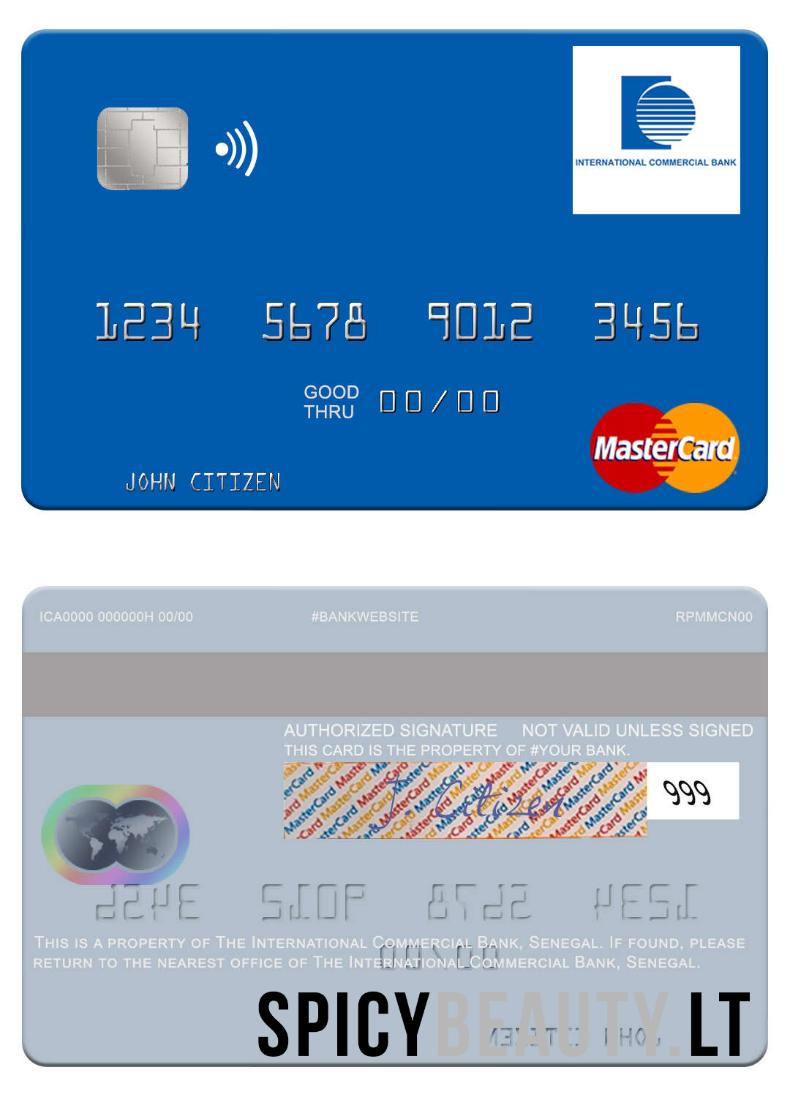 INTERNATIONAL COMMERCIAL BANK
1234 5678 9012 3456
GOOD THRU 00/00
MasterCard
JOHN CITIZEN
ICA0000 000000H 00/00 #BANKWEBSITE RPMMCN00
AUTHORIZED SIGNATURE NOT VALID UNLESS SIGNED
THIS CARD IS THE PROPERTY OF #YOUR BANK.
J Citizen 999
THIS IS A PROPERTY OF THE INTERNATIONAL COMMERCIAL BANK, SENEGAL. IF FOUND, PLEASE
RETURN TO THE NEAREST OFFICE OF THE INTERNATIONAL COMMERCIAL BANK, SENEGAL.
SPICYBEAUTY.LT